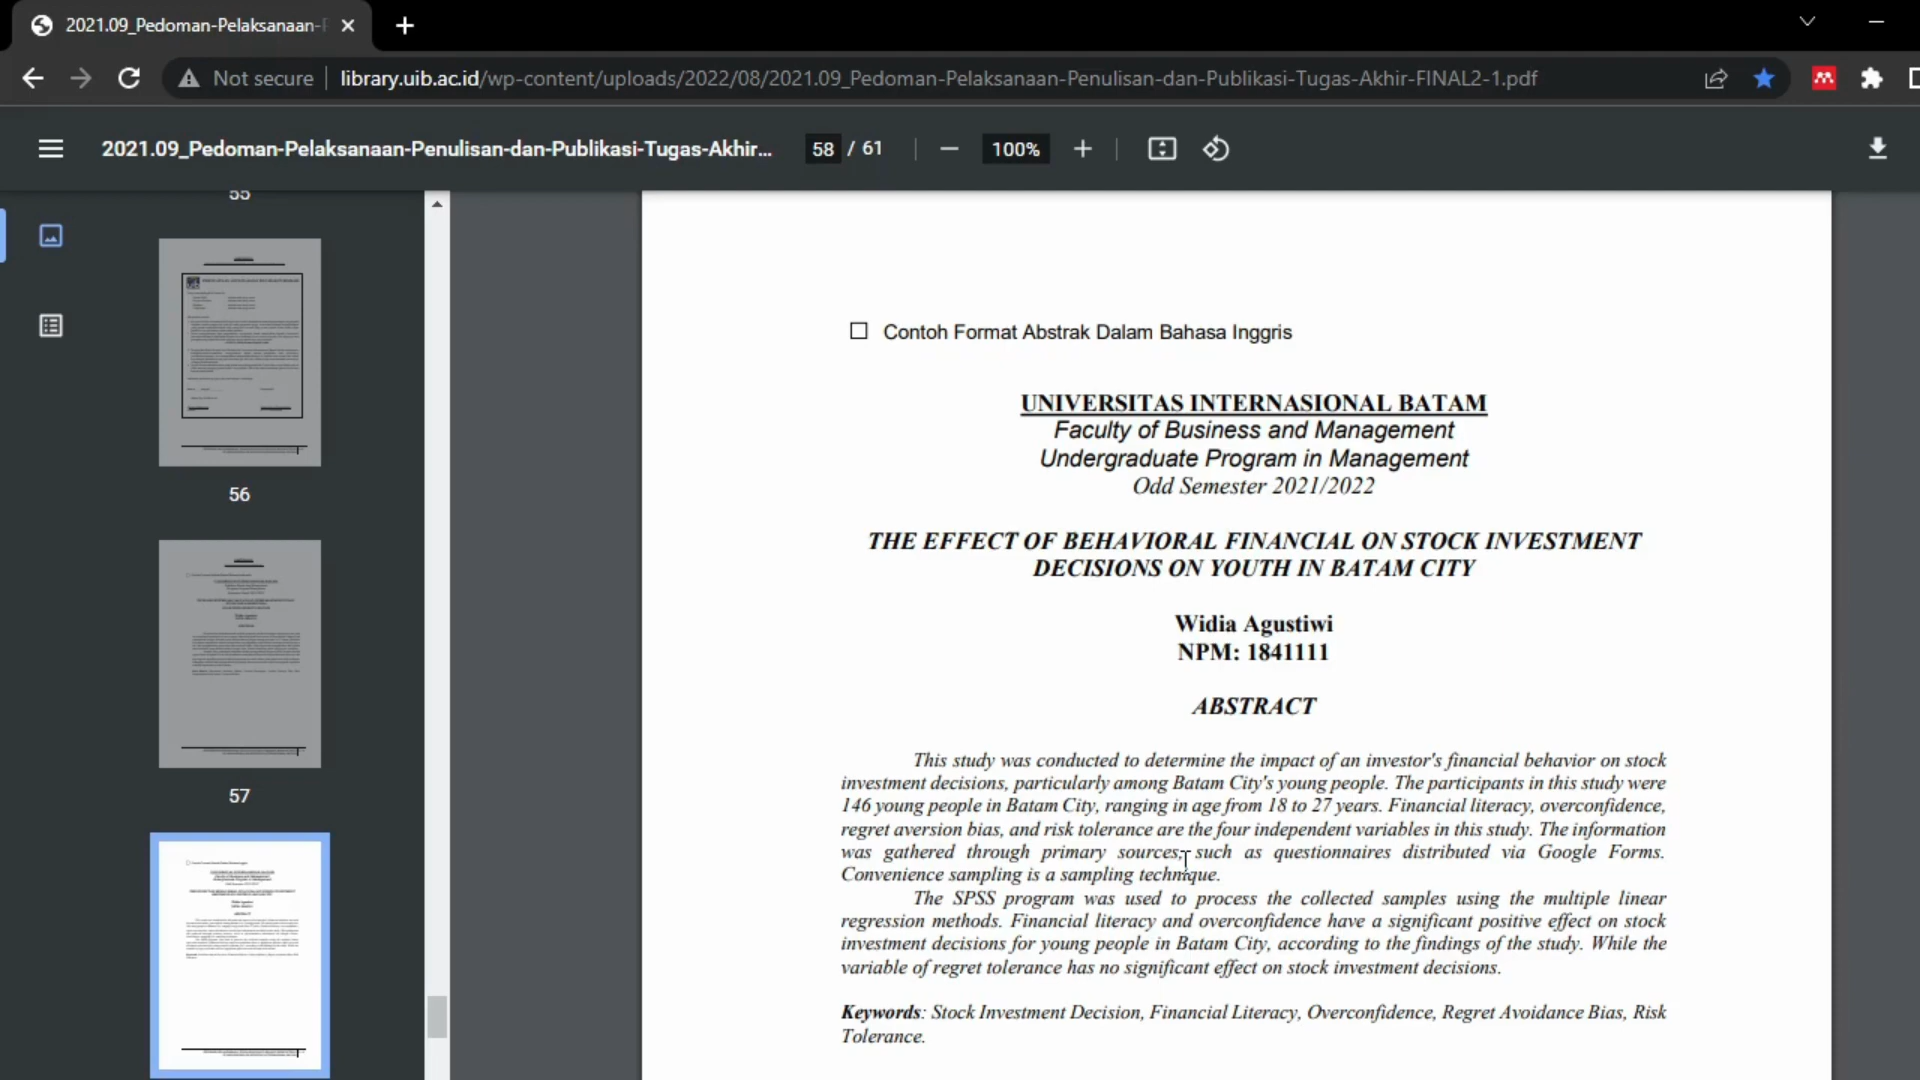 2021.09_Pedoman-Pelaksanaan-
Not secure
library.uib.ac.id/wp-content/uploads/2022/08/2021.09_Pedoman-Pelaksanaan-Penulisan-dan-Publikasi-Tugas-Akhir-FINAL2-1.pdf
2021.09_Pedoman-Pelaksanaan-Penulisan-dan-Publikasi-Tugas-Akhir...
58 / 61
100%
55
56
57
Contoh Format Abstrak Dalam Bahasa Inggris
UNIVERSITAS INTERNASIONAL BATAM
Faculty of Business and Management
Undergraduate Program in Management
Odd Semester 2021/2022
THE EFFECT OF BEHAVIORAL FINANCIAL ON STOCK INVESTMENT
DECISIONS ON YOUTH IN BATAM CITY
Widia Agustiwi
NPM: 1841111
ABSTRACT
This study was conducted to determine the impact of an investor's financial behavior on stock
investment decisions, particularly among Batam City's young people. The participants in this study were
146 young people in Batam City, ranging in age from 18 to 27 years. Financial literacy, overconfidence,
regret aversion bias, and risk tolerance are the four independent variables in this study. The information
was gathered through primary sources, such as questionnaires distributed via Google Forms.
Convenience sampling is a sampling technique.
The SPSS program was used to process the collected samples using the multiple linear
regression methods. Financial literacy and overconfidence have a significant positive effect on stock
investment decisions for young people in Batam City, according to the findings of the study. While the
variable of regret tolerance has no significant effect on stock investment decisions.
Keywords: Stock Investment Decision, Financial Literacy, Overconfidence, Regret Avoidance Bias, Risk
Tolerance.